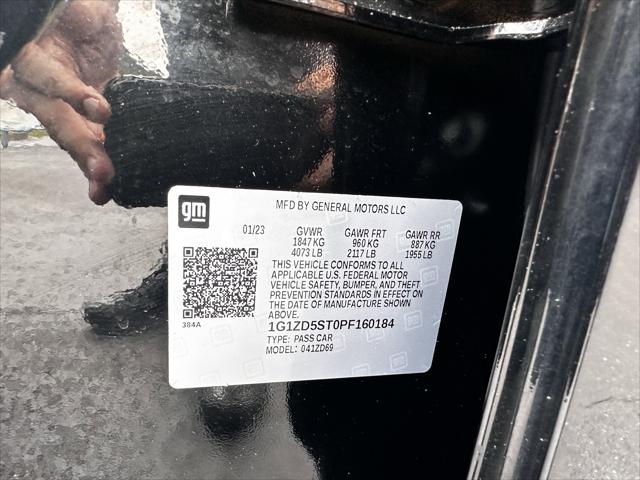 gm
MFD BY GENERAL MOTORS LLC
01/23 GVWR GAWR FRT GAWR RR
1847 KG 960 KG 887 KG
4073 LB 2117 LB 1955 LB
THIS VEHICLE CONFORMS TO ALL
APPLICABLE U.S. FEDERAL MOTOR
VEHICLE SAFETY, BUMPER, AND THEFT
PREVENTION STANDARDS IN EFFECT ON
THE DATE OF MANUFACTURE SHOWN
ABOVE.
384A
1G1ZD5ST0PF160184
TYPE: PASS CAR
MODEL: 041ZD69